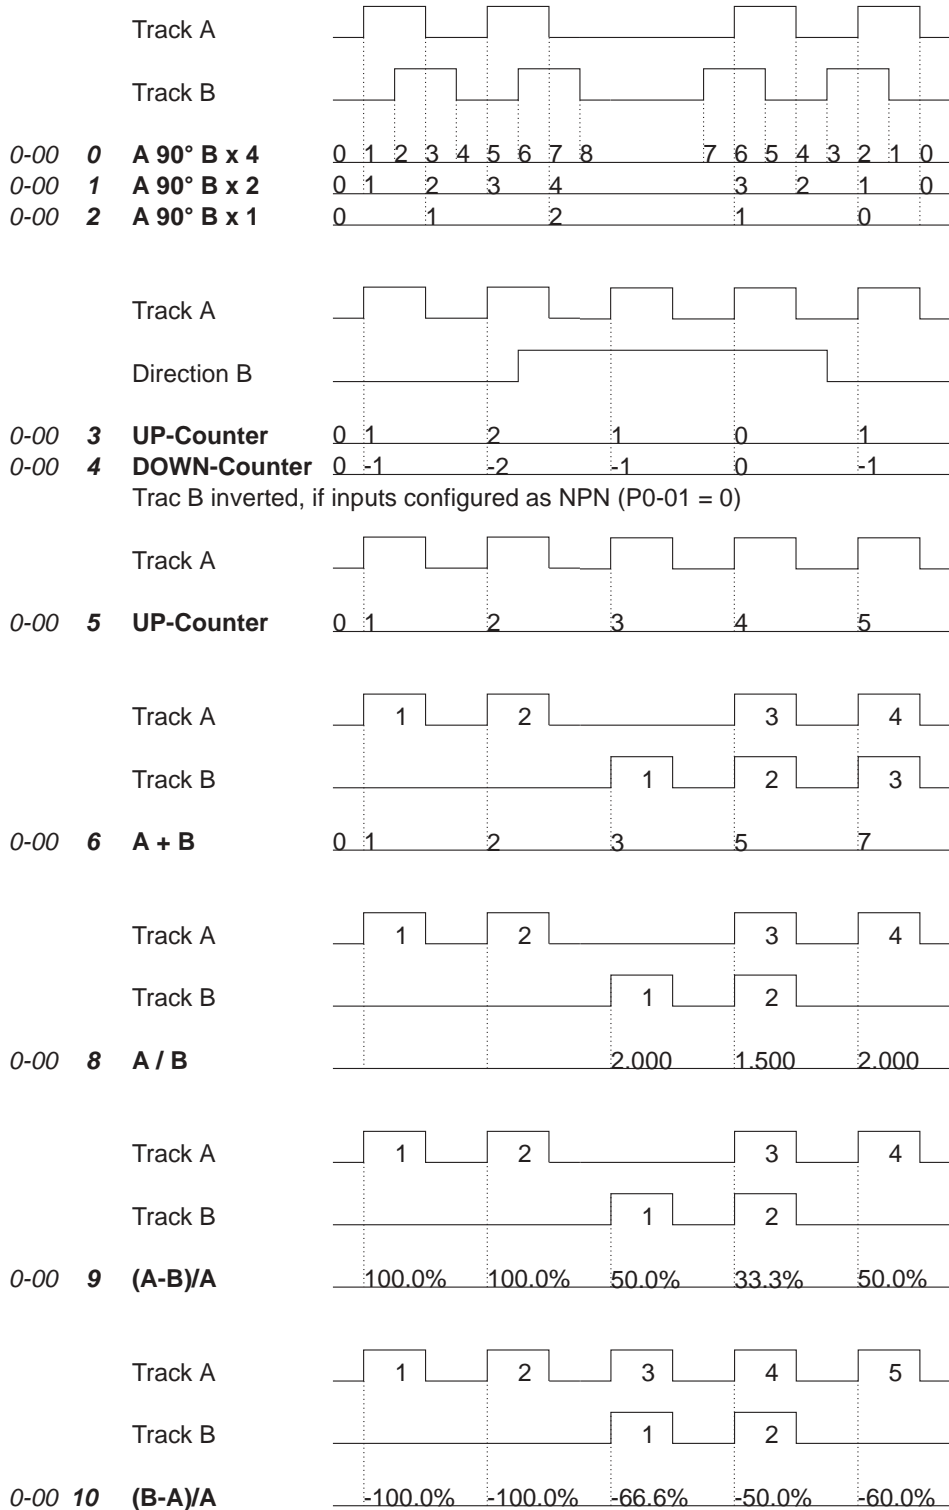 Track A
Track B
0-00 0 A 90° B x 4 0 1 2 3 4 5 6 7 8 7 6 5 4 3 2 1 0
0-00 1 A 90° B x 2 0 1 2 3 4 3 2 1 0
0-00 2 A 90° B x 1 0 1 2 1 0
Track A
Direction B
0-00 3 UP-Counter 0 1 2 1 0 1
0-00 4 DOWN-Counter 0 -1 -2 -1 0 -1
Trac B inverted, if inputs configured as NPN (P0-01 = 0)
Track A
0-00 5 UP-Counter 0 1 2 3 4 5
Track A 1 2 3 4
Track B 1 2 3
0-00 6 A + B 0 1 2 3 5 7
Track A 1 2 3 4
Track B 1 2
0-00 8 A / B 2.000 1.500 2.000
Track A 1 2 3 4
Track B 1 2
0-00 9 (A-B)/A 100.0% 100.0% 50.0% 33.3% 50.0%
Track A 1 2 3 4 5
Track B 1 2
0-00 10 (B-A)/A -100.0% -100.0% -66.6% -50.0% -60.0%